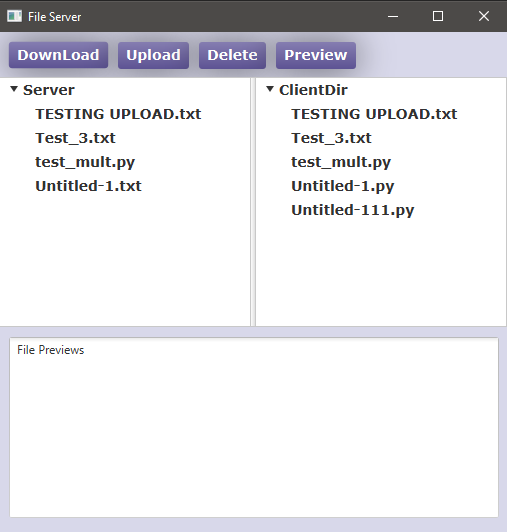 File Server
DownLoad Upload Delete Preview
Server
TESTING UPLOAD.txt
Test_3.txt
test_mult.py
Untitled-1.txt
ClientDir
TESTING UPLOAD.txt
Test_3.txt
test_mult.py
Untitled-1.py
Untitled-111.py
File Previews